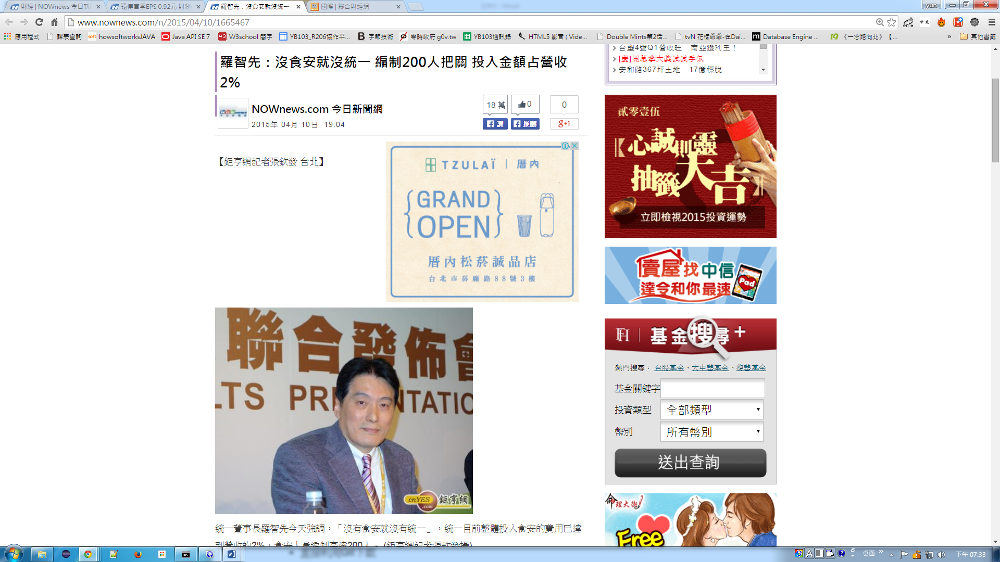 財經 | NOWnews 今日新
遠傳首季EPS 0.92元 財測
羅智先：沒食安就沒統一
國際 | 聯合財經網
yun
www.nownews.com/n/2015/04/10/1665467
應用程式
課表查詢
howsoftworksJAVA
Java API SE 7
W3school 簡字
YB103_R206協作平...
字節技術
零時政府 g0v.tw
YB103通訊錄
HTML5 影音 ( Vide...
Double Mints第2话...
tvN 花樣爺爺-在Dai...
Database Engine ...
《一念路向北》【...
其他書籤
羅智先：沒食安就沒統一 編制200人把關 投入金額占營收
2%
NOWnews.com 今日新聞網
2015年 04月 10日 19:04
18 萬
0
0
讚
推薦
g+1
【鉅亨網記者張欽發 台北】
TZULAÏ | 厝內
{GRAND
OPEN}
厝內松菸誠品店
台北市菸廠路88號3樓
聯合發佈會
LTS PRESENTATIO
cnYES
.com
鉅亨網
統一董事長羅智先今天強調，「沒有食安就沒有統一」，統一目前整體投入食安的費用已達
到營收的2%，食安人員編制高達200人。(鉅亨網記者張欽發攝)
台塑4寶Q1營收旺 南亞獲利王！
[慶]開幕拿大獎試試手氣
安和路367坪土地 17億標脫
貳零壹伍
心誠則靈
抽籤大吉
立即檢視2015投資運勢
賣屋找中信
達令和你最速
Pad
FH | 基金搜尋+
熱門搜尋： 台股基金、大中華基金、復華基金
基金關鍵字
投資類型 全部類型
幣別 所有幣別
送出查詢
命理大街
Free
桌面
下午 07:33